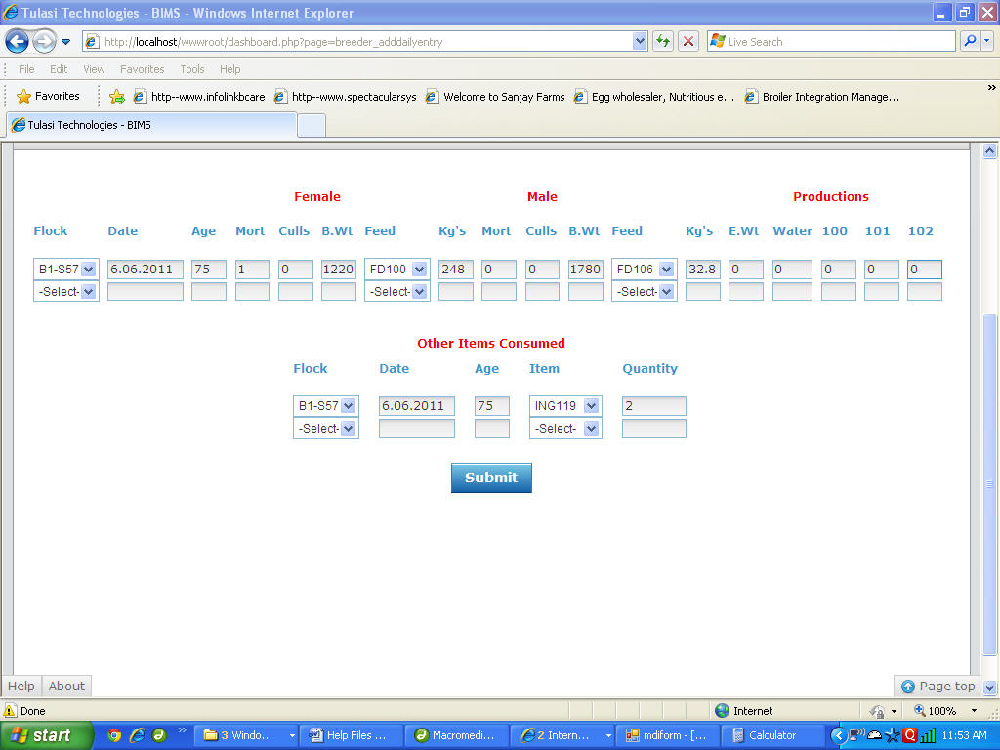 Tulasi Technologies - BIMS - Windows Internet Explorer
http://localhost/wwwroot/dashboard.php?page=breeder_adddailyentry
Live Search
File Edit View Favorites Tools Help
Favorites http--www.infolinkbcare http--www.spectacularsys Welcome to Sanjay Farms Egg wholesaler, Nutritious e... Broiler Integration Manage... »
Tulasi Technologies - BIMS
Female Male Productions
Flock Date Age Mort Culls B.Wt Feed Kg's Mort Culls B.Wt Feed Kg's E.Wt Water 100 101 102
B1-S57 6.06.2011 75 1 0 1220 FD100 248 0 0 1780 FD106 32.8 0 0 0 0 0
-Select- -Select- -Select-
Other Items Consumed
Flock Date Age Item Quantity
B1-S57 6.06.2011 75 ING119 2
-Select- -Select-
Submit
Help About Page top
Done Internet 100%
start » 3 Windo... Help Files ... Macromedi... 2 Intern... mdiform - [... Calculator 11:53 AM